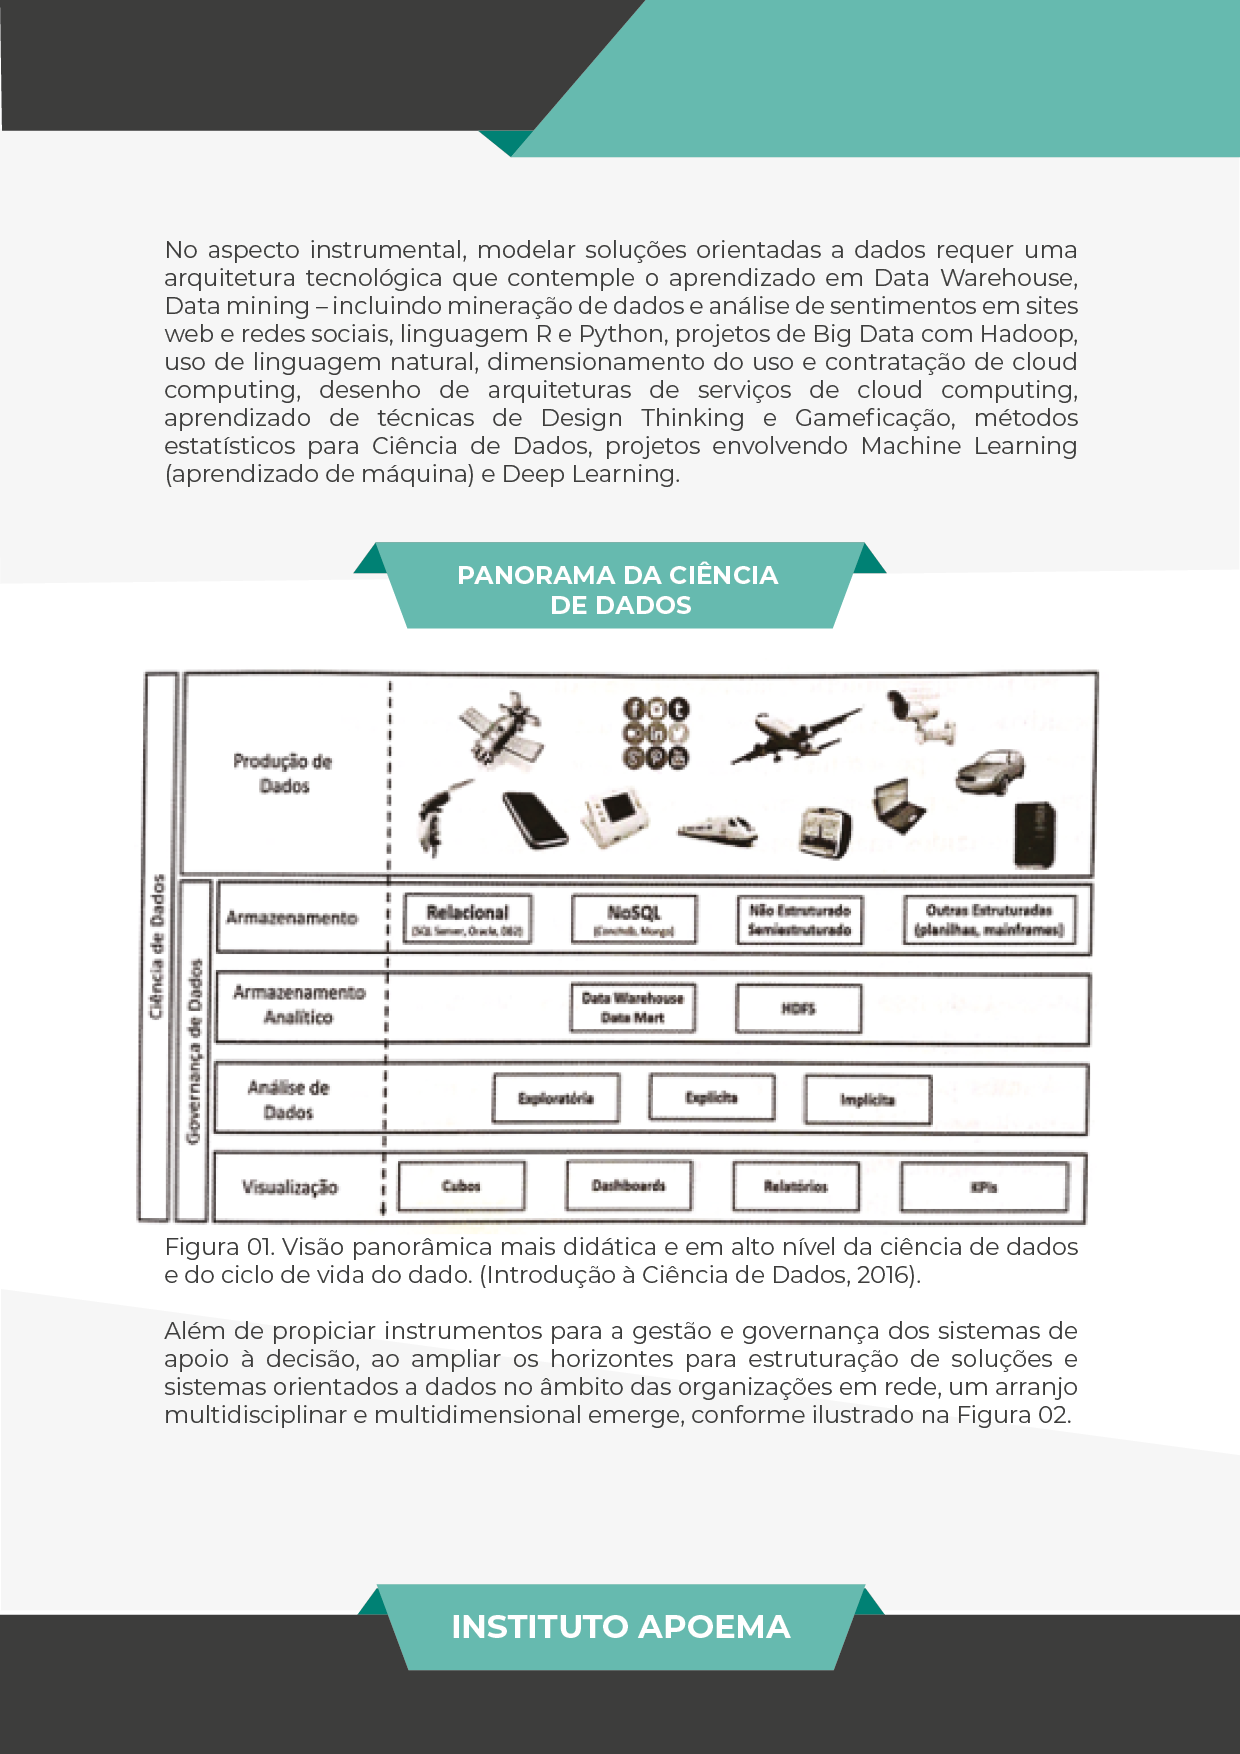 No aspecto instrumental, modelar soluções orientadas a dados requer uma
arquitetura tecnológica que contemple o aprendizado em Data Warehouse,
Data mining – incluindo mineração de dados e análise de sentimentos em sites
web e redes sociais, linguagem R e Python, projetos de Big Data com Hadoop,
uso de linguagem natural, dimensionamento do uso e contratação de cloud
computing, desenho de arquiteturas de serviços de cloud computing,
aprendizado de técnicas de Design Thinking e Gameficação, métodos
estatísticos para Ciência de Dados, projetos envolvendo Machine Learning
(aprendizado de máquina) e Deep Learning.
PANORAMA DA CIÊNCIA
DE DADOS
Ciência de Dados
Produção de
Dados
Governança de Dados
Armazenamento
Relacional
(SQL Server, Oracle, DB2)
NoSQL
Não Estruturado
Semiestruturado
Outras Estruturadas
(planilhas, mainframes)
Armazenamento
Analítico
Data Warehouse
Data Mart
HDFS
Análise de
Dados
Exploratória
Explícita
Implícita
Visualização
Cubos
Dashboards
Relatórios
KPIs
Figura 01. Visão panorâmica mais didática e em alto nível da ciência de dados
e do ciclo de vida do dado. (Introdução à Ciência de Dados, 2016).
Além de propiciar instrumentos para a gestão e governança dos sistemas de
apoio à decisão, ao ampliar os horizontes para estruturação de soluções e
sistemas orientados a dados no âmbito das organizações em rede, um arranjo
multidisciplinar e multidimensional emerge, conforme ilustrado na Figura 02.
INSTITUTO APOEMA